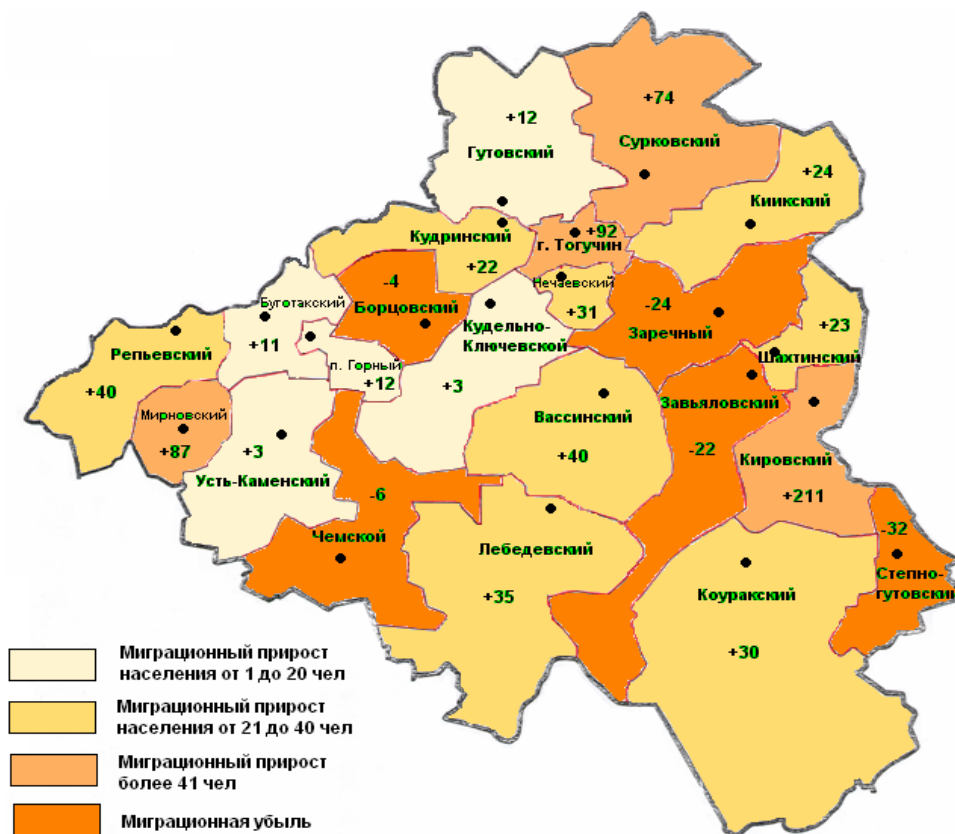 +74
+12
Сурковский
Гутовский
+24
Киикский
+92
г. Тогучин
Кудринский
+22
Нечаевский
+31
-4
Борцовский
Буготакский
+11
Кудельно-
Ключевской
+3
-24
Заречный
+23
Шахтинский
Репьевский
+40
п. Горный
+12
Завьяловский
-22
Мирновский
+87
Вассинский
+40
+3
Усть-Каменский
Кировский
+211
-6
Чемской
-32
Степно-
гутовский
Лебедевский
+35
Коуракский
+30
Миграционный прирост
населения от 1 до 20 чел
Миграционный прирост
населения от 21 до 40 чел
Миграционный прирост
более 41 чел
Миграционная убыль